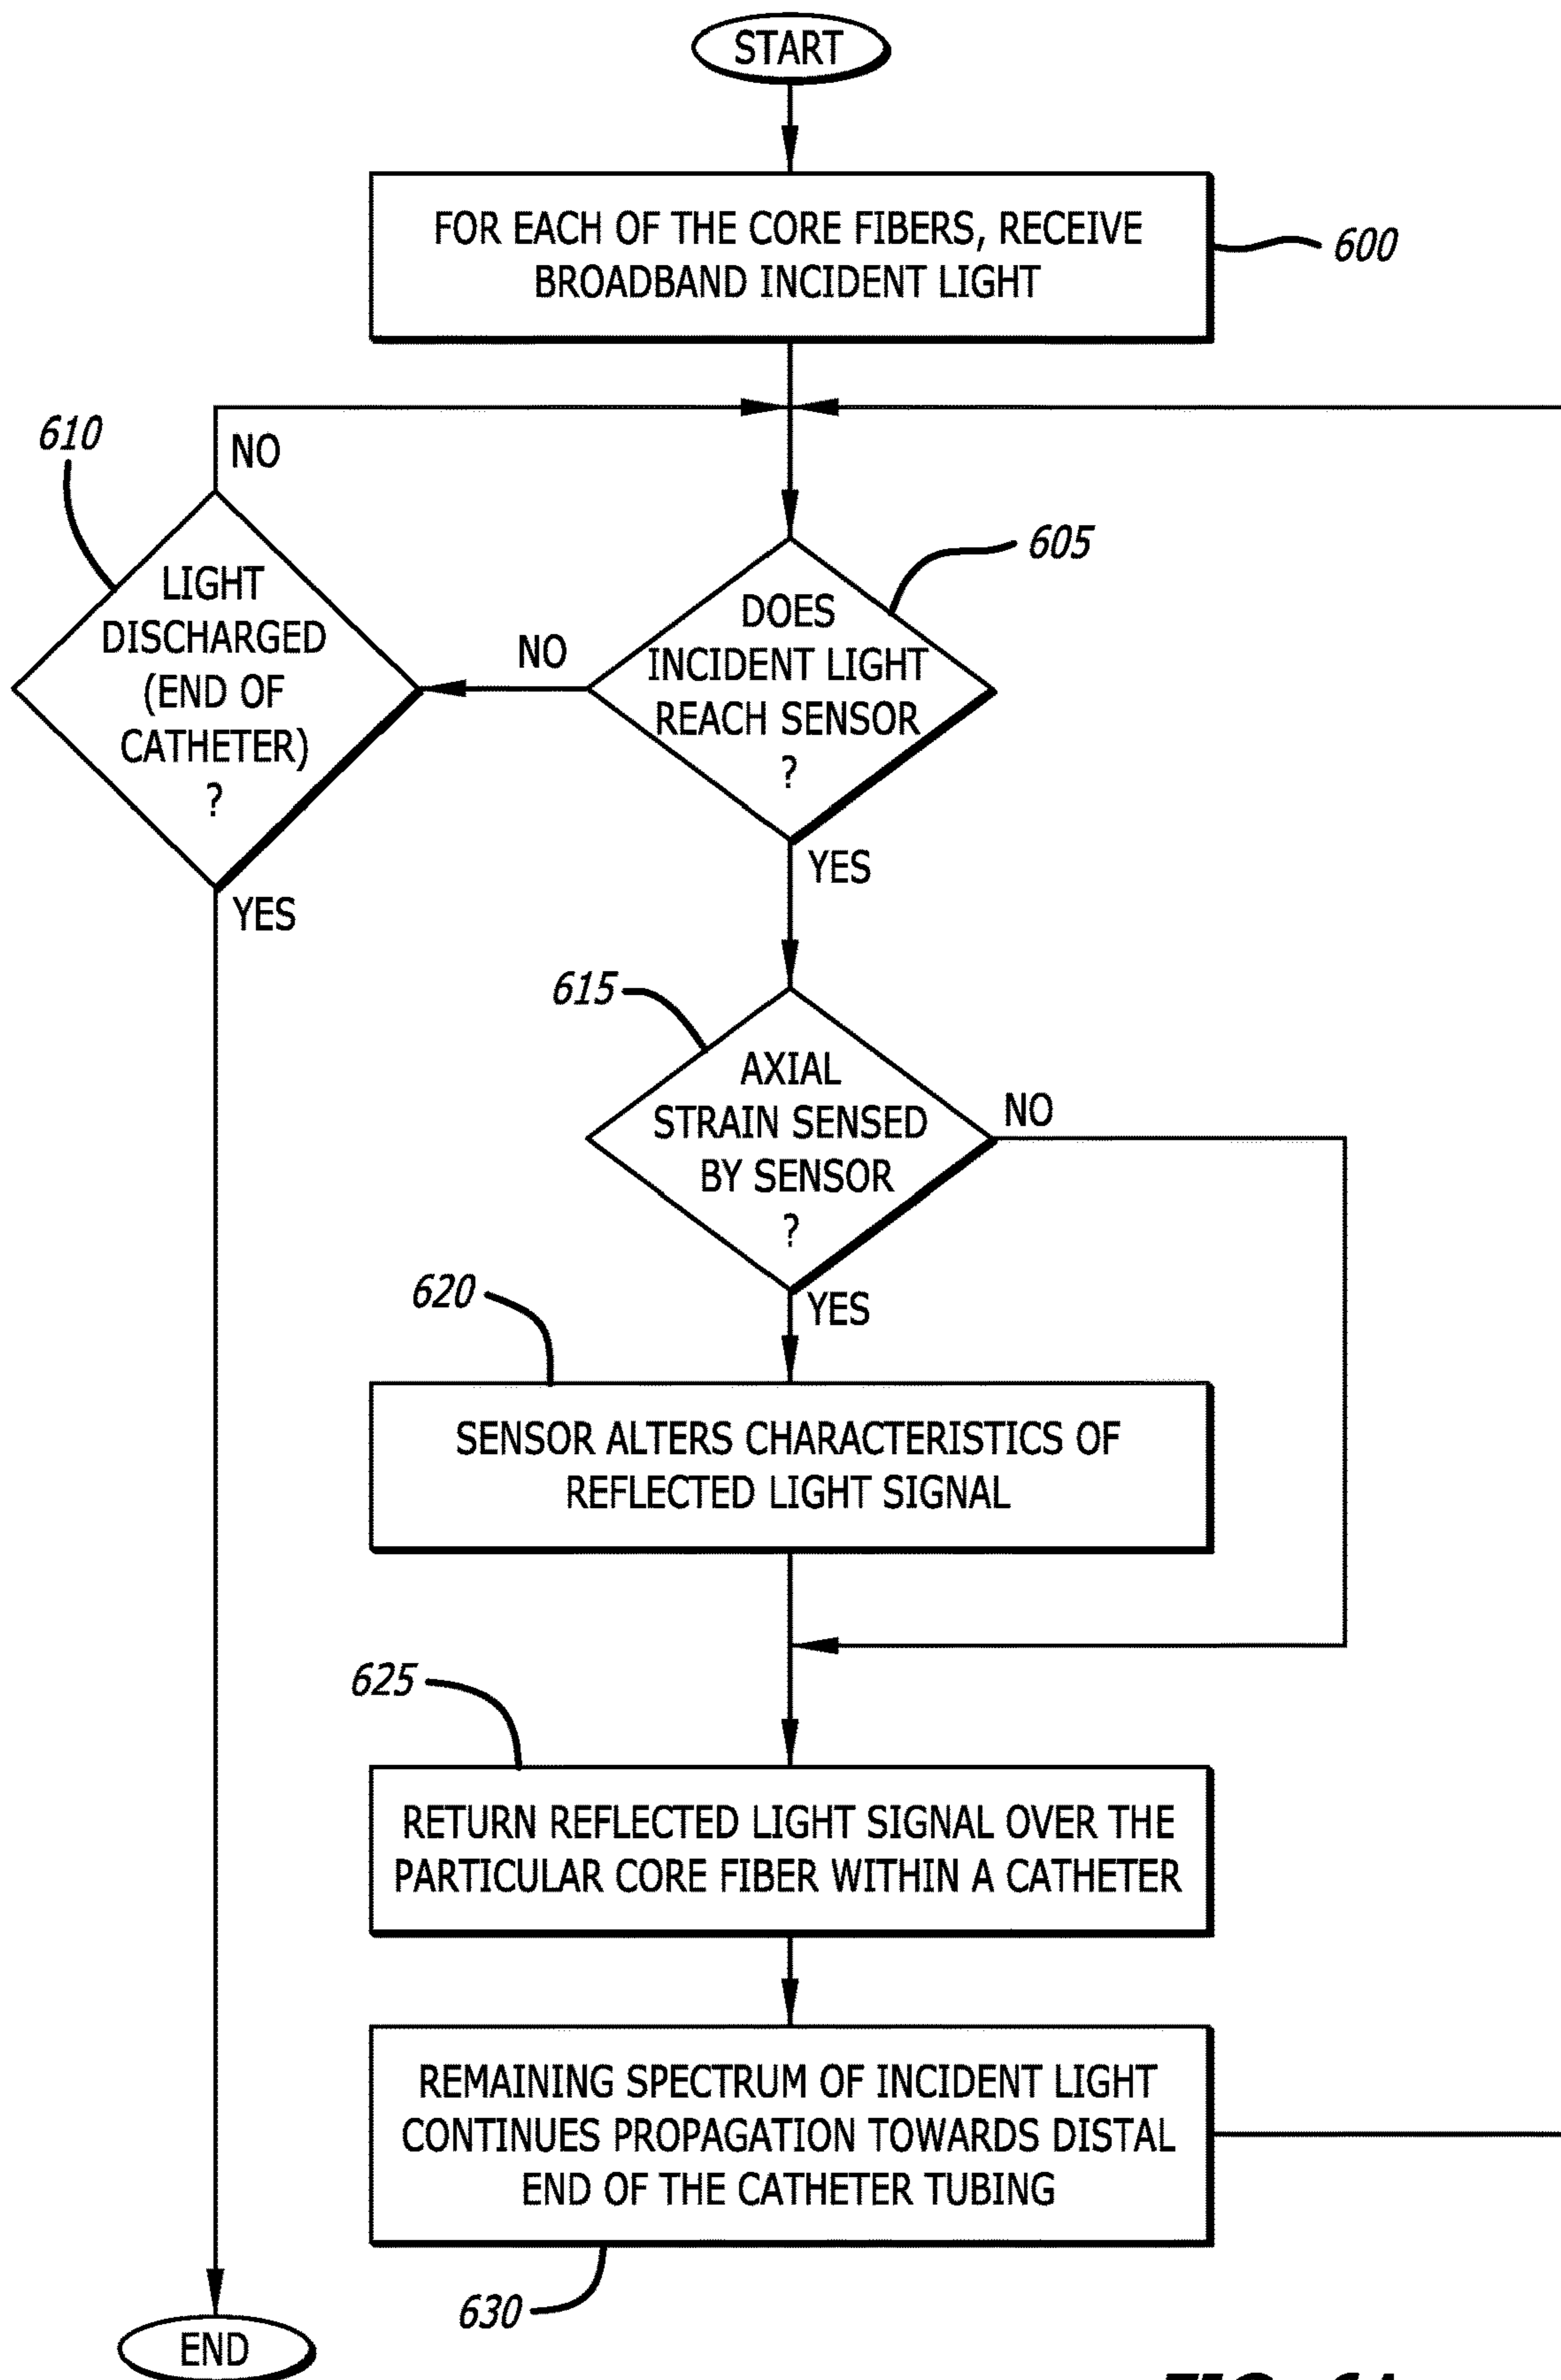 START
FOR EACH OF THE CORE FIBERS, RECEIVE
BROADBAND INCIDENT LIGHT
600
610
NO
605
LIGHT
DISCHARGED
(END OF
CATHETER)
?
NO
DOES
INCIDENT LIGHT
REACH SENSOR
?
YES
YES
615
AXIAL
STRAIN SENSED
BY SENSOR
?
NO
YES
620
SENSOR ALTERS CHARACTERISTICS OF
REFLECTED LIGHT SIGNAL
625
RETURN REFLECTED LIGHT SIGNAL OVER THE
PARTICULAR CORE FIBER WITHIN A CATHETER
REMAINING SPECTRUM OF INCIDENT LIGHT
CONTINUES PROPAGATION TOWARDS DISTAL
END OF THE CATHETER TUBING
630
END